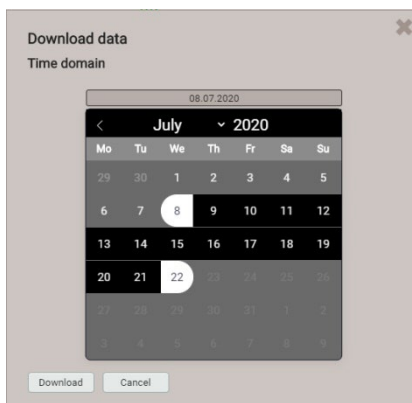 Download data
Time domain
08.07.2020
July 2020
Mo Tu We Th Fr Sa Su
29 30 1 2 3 4 5
6 7 8 9 10 11 12
13 14 15 16 17 18 19
20 21 22 23 24 25 26
27 28 29 30 31 1 2
3 4 5 6 7 8 9
Download Cancel